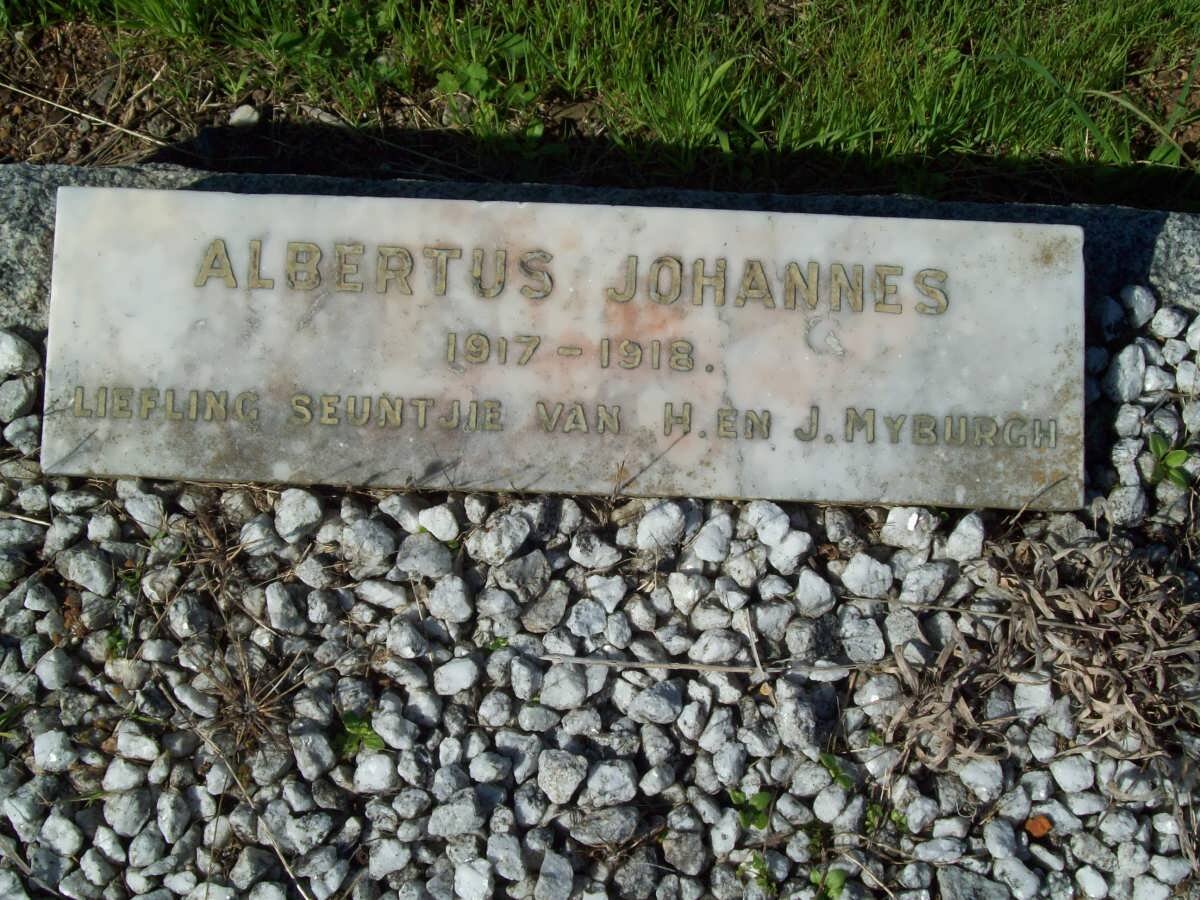 ALBERTUS JOHANNES
1917 - 1918.
LIEFLING SEUNTJIE VAN H. EN J. MYBURGH